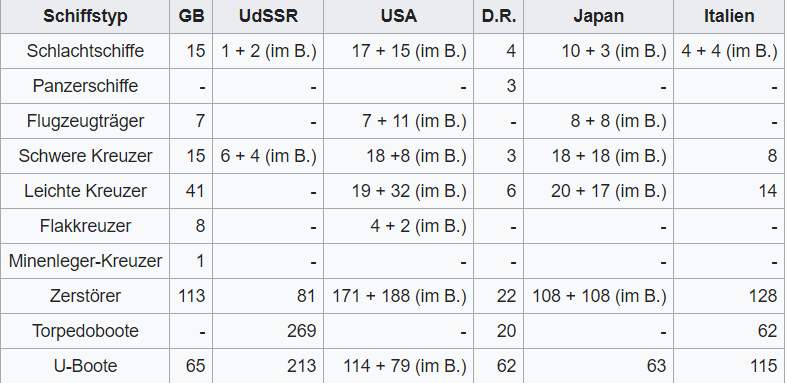 Schiffstyp GB UdSSR USA D.R. Japan Italien
Schlachtschiffe 15 1 + 2 (im B.) 17 + 15 (im B.) 4 10 + 3 (im B.) 4 + 4 (im B.)
Panzerschiffe - - - 3 - -
Flugzeugträger 7 - 7 + 11 (im B.) - 8 + 8 (im B.) -
Schwere Kreuzer 15 6 + 4 (im B.) 18 +8 (im B.) 3 18 + 18 (im B.) 8
Leichte Kreuzer 41 - 19 + 32 (im B.) 6 20 + 17 (im B.) 14
Flakkreuzer 8 - 4 + 2 (im B.) - - -
Minenleger-Kreuzer 1 - - - - -
Zerstörer 113 81 171 + 188 (im B.) 22 108 + 108 (im B.) 128
Torpedoboote - 269 - 20 - 62
U-Boote 65 213 114 + 79 (im B.) 62 63 115